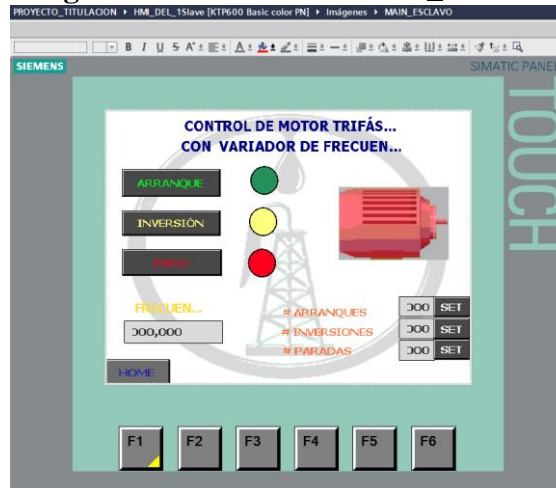 PROYECTO_TITULACION ▸ HMI_DEL_1Slave [KTP600 Basic color PN] ▸ Imágenes ▸ MAIN_ESCLAVO
B I U S A
SIEMENS
SIMATIC PANE
TOUCH
CONTROL DE MOTOR TRIFÁS...
CON VARIADOR DE FRECUEN...
ARRANQUE
INVERSIÓN
PARO
FRECUEN...
000,000
# ARRANQUES 000 SET
# INVERSIONES 000 SET
# PARADAS 000 SET
HOME
F1 F2 F3 F4 F5 F6